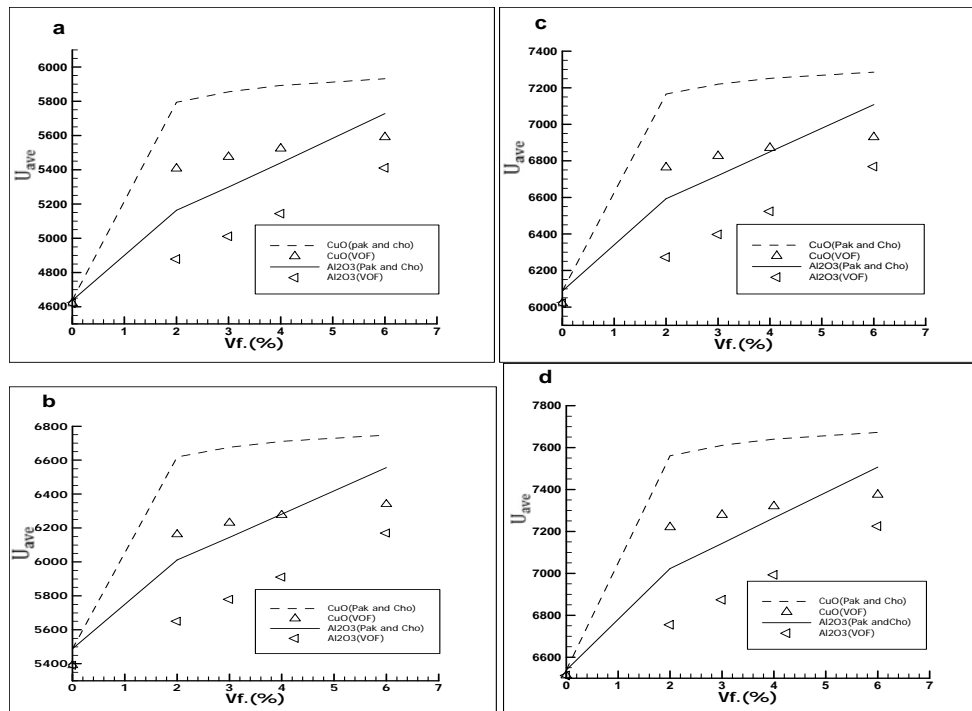 a
6000
5800
5600
5400
5200
5000
4800
4600
U ave
0 1 2 3 4 5 6 7
Vf.(%)
CuO(pak and cho)
CuO(VOF)
Al2O3(Pak and Cho)
Al2O3(VOF)
c
7400
7200
7000
6800
6600
6400
6200
6000
U ave
0 1 2 3 4 5 6 7
Vf.(%)
CuO(Pak and Cho)
CuO(VOF)
Al2O3(Pak and Cho)
Al2O3(VOF)
b
6800
6600
6400
6200
6000
5800
5600
5400
U ave
0 1 2 3 4 5 6 7
Vf.(%)
CuO(Pak and Cho)
CuO(VOF)
Al2O3(Pak and Cho)
Al2O3(VOF)
d
7800
7600
7400
7200
7000
6800
6600
U ave
0 1 2 3 4 5 6 7
Vf.(%)
CuO(Pak and Cho)
CuO(VOF)
Al2O3(Pak andCho)
Al2O3(VOF)